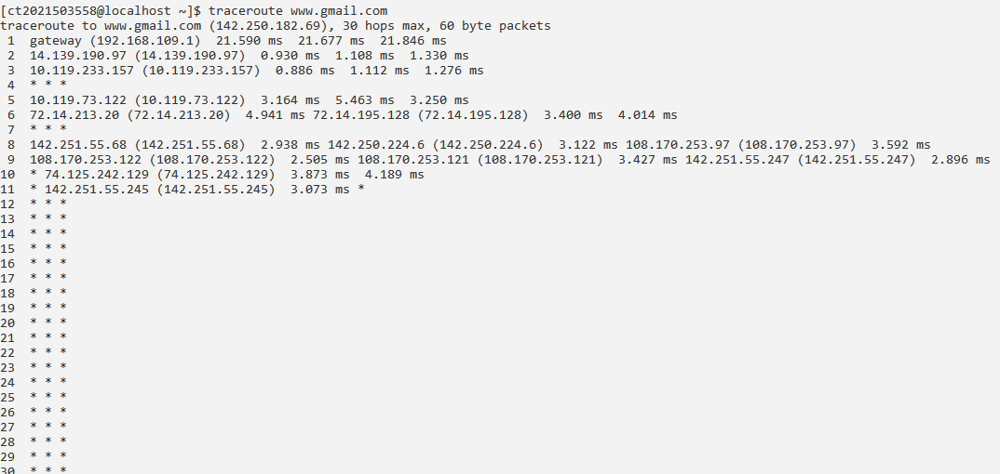 [ct2021503558@localhost ~]$ traceroute www.gmail.com
traceroute to www.gmail.com (142.250.182.69), 30 hops max, 60 byte packets
1 gateway (192.168.109.1) 21.590 ms 21.677 ms 21.846 ms
2 14.139.190.97 (14.139.190.97) 0.930 ms 1.108 ms 1.330 ms
3 10.119.233.157 (10.119.233.157) 0.886 ms 1.112 ms 1.276 ms
4 * * *
5 10.119.73.122 (10.119.73.122) 3.164 ms 5.463 ms 3.250 ms
6 72.14.213.20 (72.14.213.20) 4.941 ms 72.14.195.128 (72.14.195.128) 3.400 ms 4.014 ms
7 * * *
8 142.251.55.68 (142.251.55.68) 2.938 ms 142.250.224.6 (142.250.224.6) 3.122 ms 108.170.253.97 (108.170.253.97) 3.592 ms
9 108.170.253.122 (108.170.253.122) 2.505 ms 108.170.253.121 (108.170.253.121) 3.427 ms 142.251.55.247 (142.251.55.247) 2.896 ms
10 * 74.125.242.129 (74.125.242.129) 3.873 ms 4.189 ms
11 * 142.251.55.245 (142.251.55.245) 3.073 ms *
12 * * *
13 * * *
14 * * *
15 * * *
16 * * *
17 * * *
18 * * *
19 * * *
20 * * *
21 * * *
22 * * *
23 * * *
24 * * *
25 * * *
26 * * *
27 * * *
28 * * *
29 * * *
30 * * *